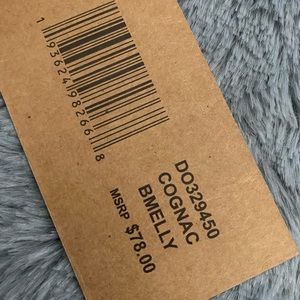 1 93624 98266 8
DO329450
COGNAC
BMELLY
MSRP $78.00